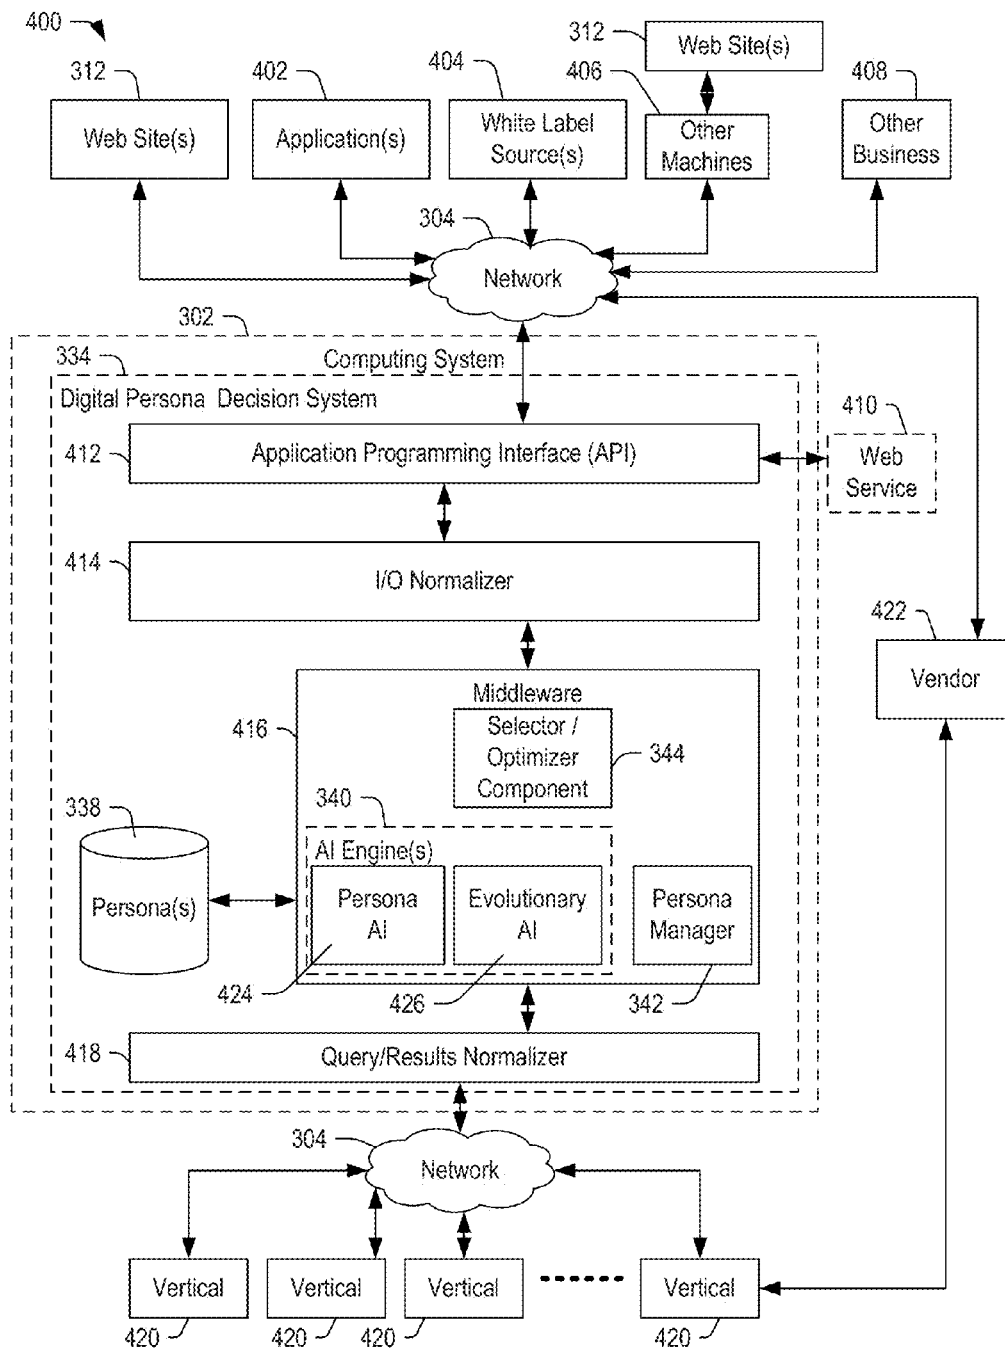 400
312
402
404
312
Web Site(s)
406
408
Web Site(s)
Application(s)
White Label
Source(s)
Other
Machines
Other
Business
304
Network
302
Computing System
334
Digital Persona Decision System
410
Web
Service
412
Application Programming Interface (API)
414
I/O Normalizer
422
Vendor
Middleware
416
Selector /
Optimizer
Component
344
340
338
AI Engine(s)
Persona(s)
Persona
AI
Evolutionary
AI
Persona
Manager
424
426
342
418
Query/Results Normalizer
304
Network
Vertical
Vertical
Vertical
Vertical
420
420
420
420